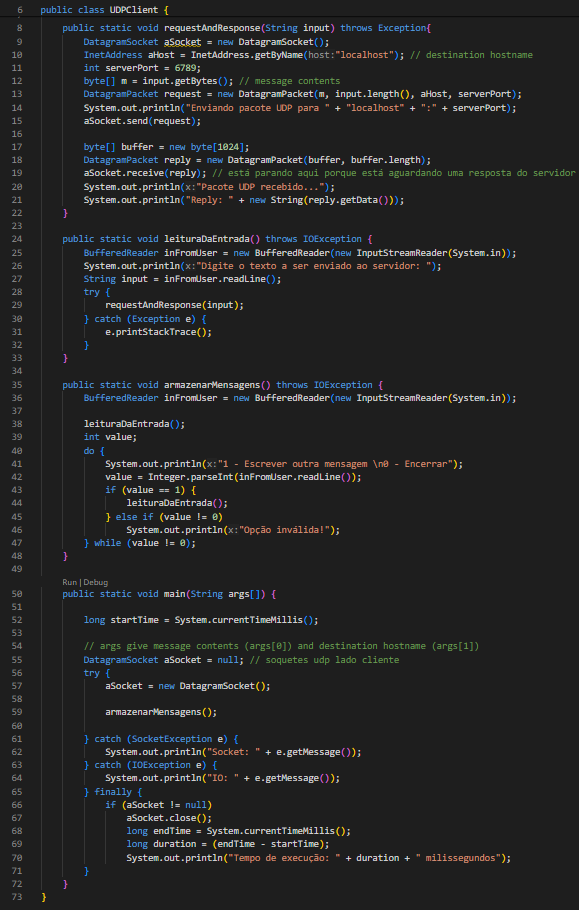 6 public class UDPClient {
8 public static void requestAndResponse(String input) throws Exception{
9 DatagramSocket aSocket = new DatagramSocket();
10 InetAddress aHost = InetAddress.getByName(host:"localhost"); // destination hostname
11 int serverPort = 6789;
12 byte[] m = input.getBytes(); // message contents
13 DatagramPacket request = new DatagramPacket(m, input.length(), aHost, serverPort);
14 System.out.println("Enviando pacote UDP para " + "localhost" + ":" + serverPort);
15 aSocket.send(request);
16
17 byte[] buffer = new byte[1024];
18 DatagramPacket reply = new DatagramPacket(buffer, buffer.length);
19 aSocket.receive(reply); // está parando aqui porque está aguardando uma resposta do servidor
20 System.out.println(x:"Pacote UDP recebido...");
21 System.out.println("Reply: " + new String(reply.getData()));
22 }
23
24 public static void leituraDaEntrada() throws IOException {
25 BufferedReader inFromUser = new BufferedReader(new InputStreamReader(System.in));
26 System.out.println(x:"Digite o texto a ser enviado ao servidor: ");
27 String input = inFromUser.readLine();
28 try {
29 requestAndResponse(input);
30 } catch (Exception e) {
31 e.printStackTrace();
32 }
33 }
34
35 public static void armazenarMensagens() throws IOException {
36 BufferedReader inFromUser = new BufferedReader(new InputStreamReader(System.in));
37
38 leituraDaEntrada();
39 int value;
40 do {
41 System.out.println(x:"1 - Escrever outra mensagem \n0 - Encerrar");
42 value = Integer.parseInt(inFromUser.readLine());
43 if (value == 1) {
44 leituraDaEntrada();
45 } else if (value != 0)
46 System.out.println(x:"Opção inválida!");
47 } while (value != 0);
48 }
49
Run | Debug
50 public static void main(String args[]) {
51
52 long startTime = System.currentTimeMillis();
53
54 // args give message contents (args[0]) and destination hostname (args[1])
55 DatagramSocket aSocket = null; // soquetes udp lado cliente
56 try {
57 aSocket = new DatagramSocket();
58
59 armazenarMensagens();
60
61 } catch (SocketException e) {
62 System.out.println("Socket: " + e.getMessage());
63 } catch (IOException e) {
64 System.out.println("IO: " + e.getMessage());
65 } finally {
66 if (aSocket != null)
67 aSocket.close();
68 long endTime = System.currentTimeMillis();
69 long duration = (endTime - startTime);
70 System.out.println("Tempo de execução: " + duration + " milissegundos");
71 }
72 }
73 }